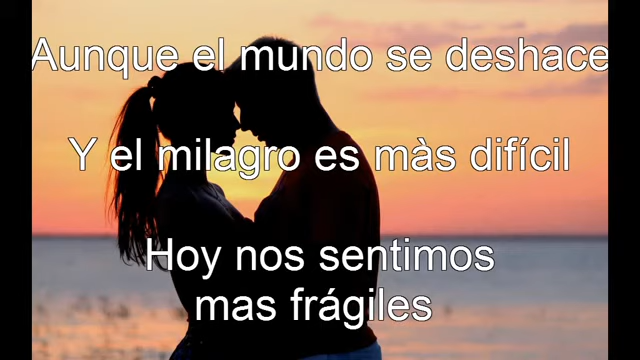 Aunque el mundo se deshace
Y el milagro es màs difícil
Hoy nos sentimos
mas frágiles